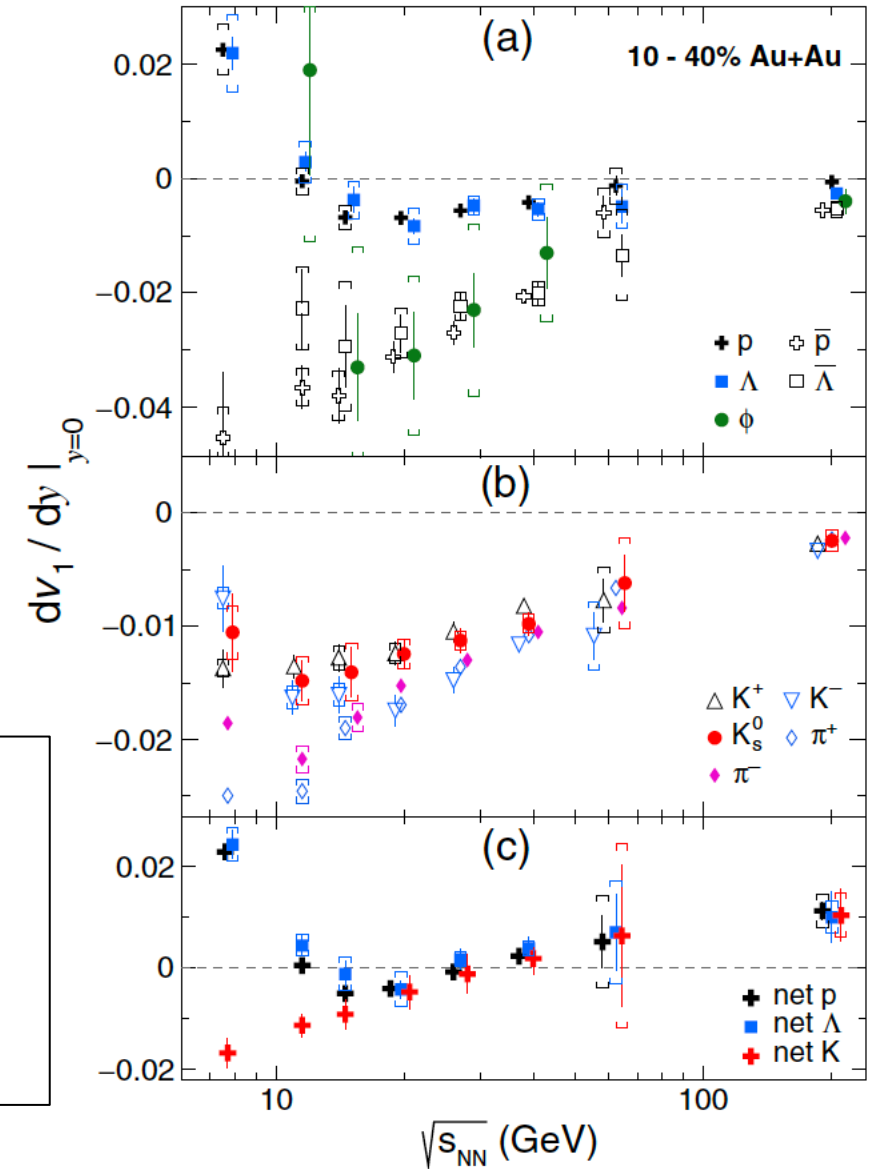 (a)
10 - 40% Au+Au
0.02
0
−0.02
−0.04
p p̅
Λ Λ̅
ϕ
dv₁ / dy |y=0
(b)
0
−0.01
−0.02
K⁺ K⁻
K⁰s π⁺
π⁻
(c)
0.02
0
−0.02
net p
net Λ
net K
10 100
√sNN (GeV)